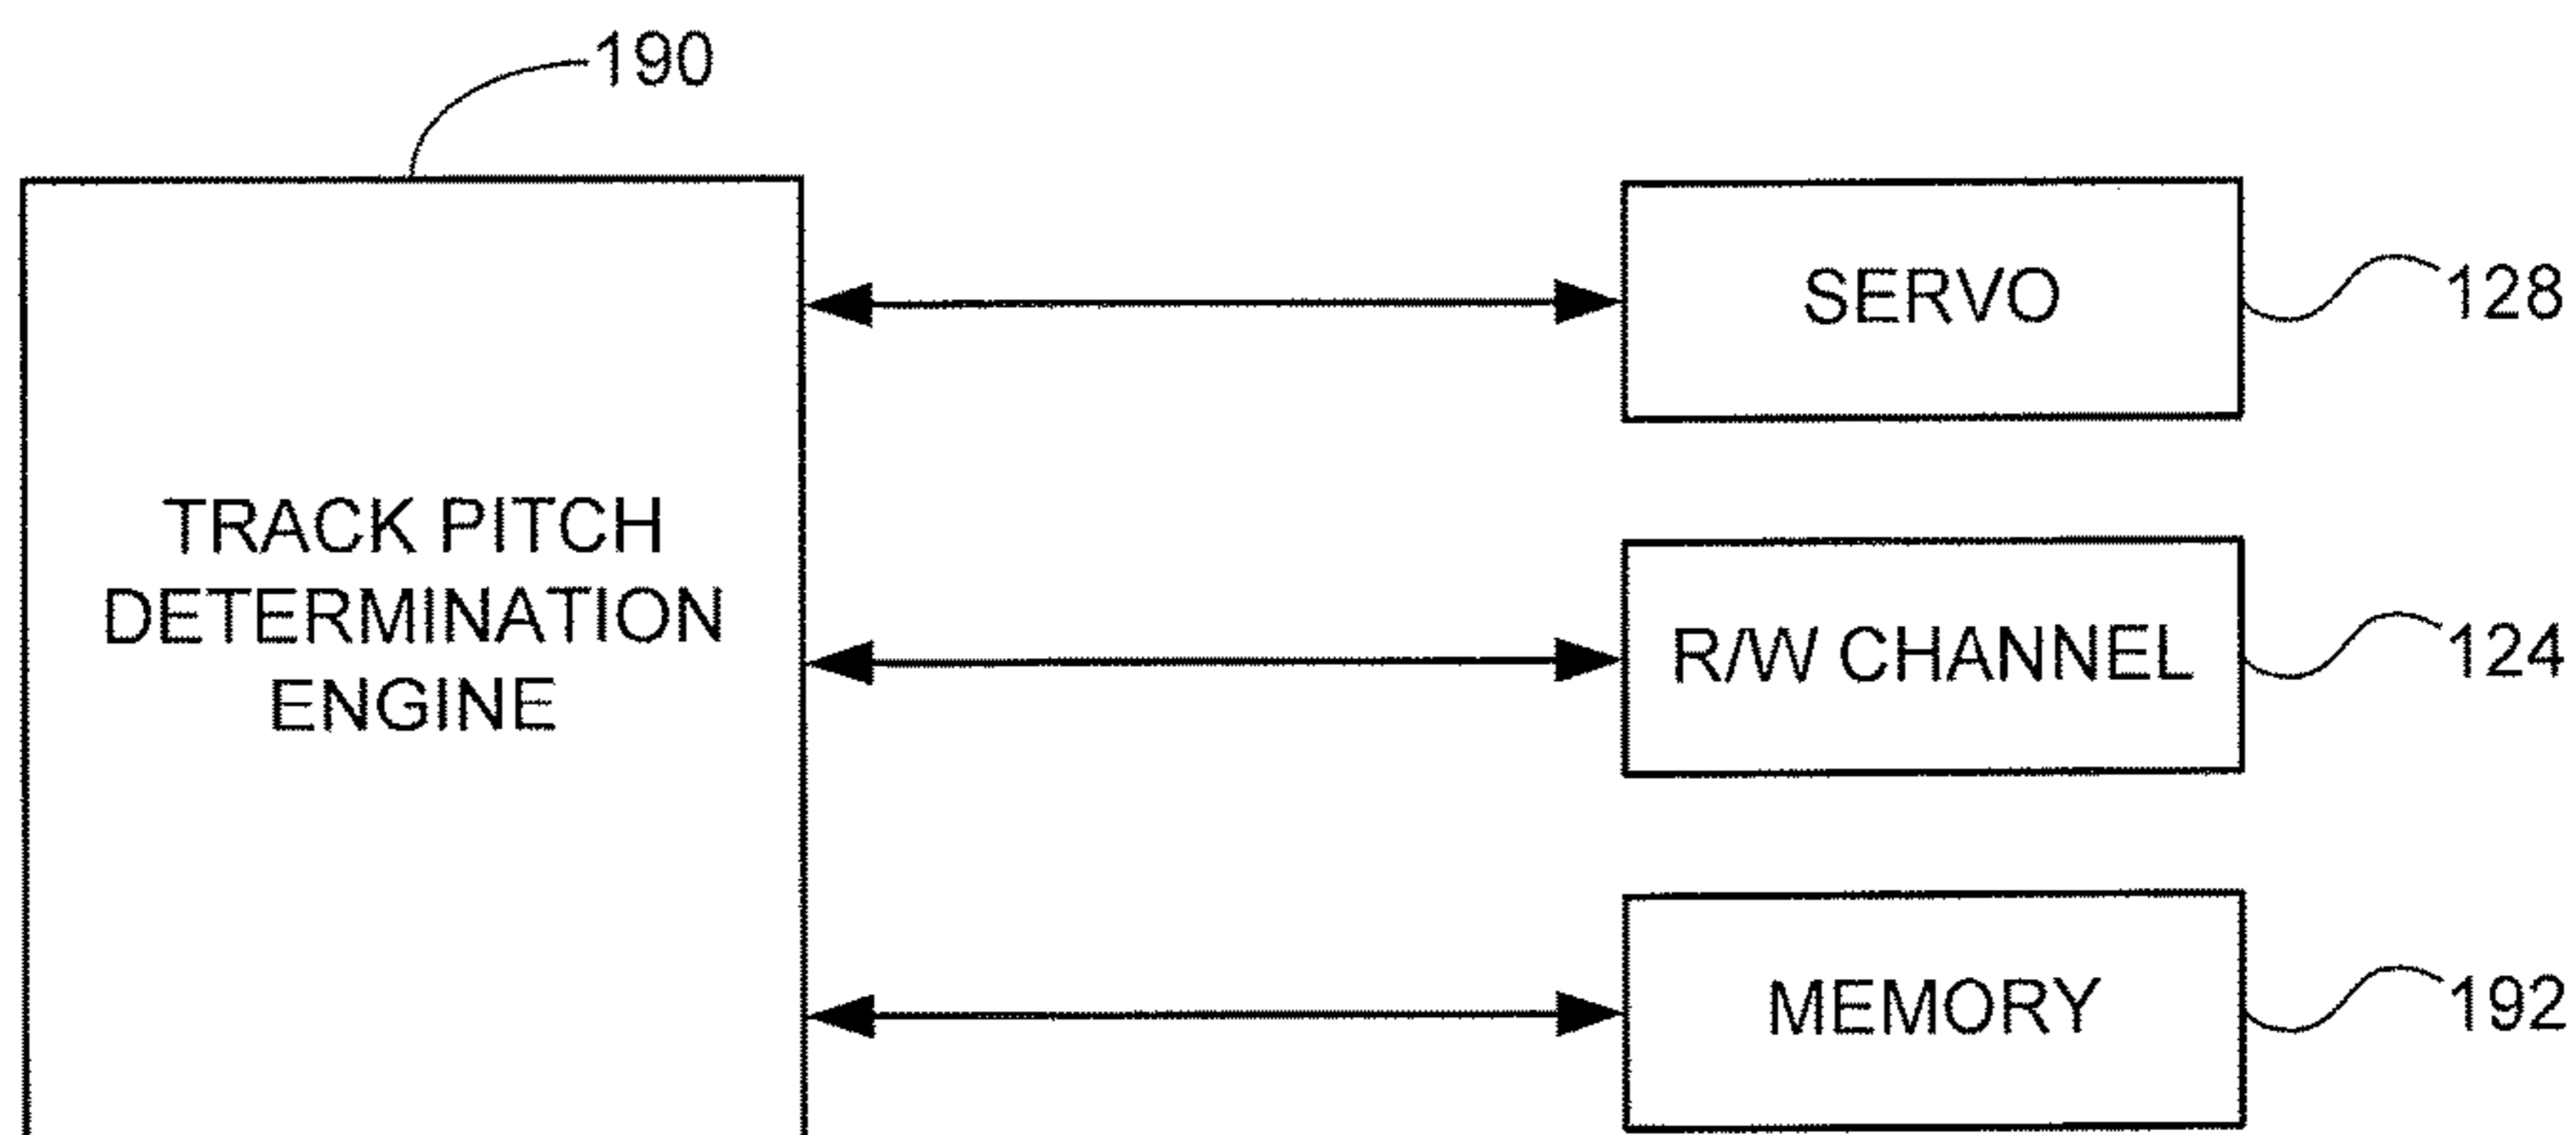 190
TRACK PITCH
DETERMINATION
ENGINE
SERVO
128
R/W CHANNEL
124
MEMORY
192